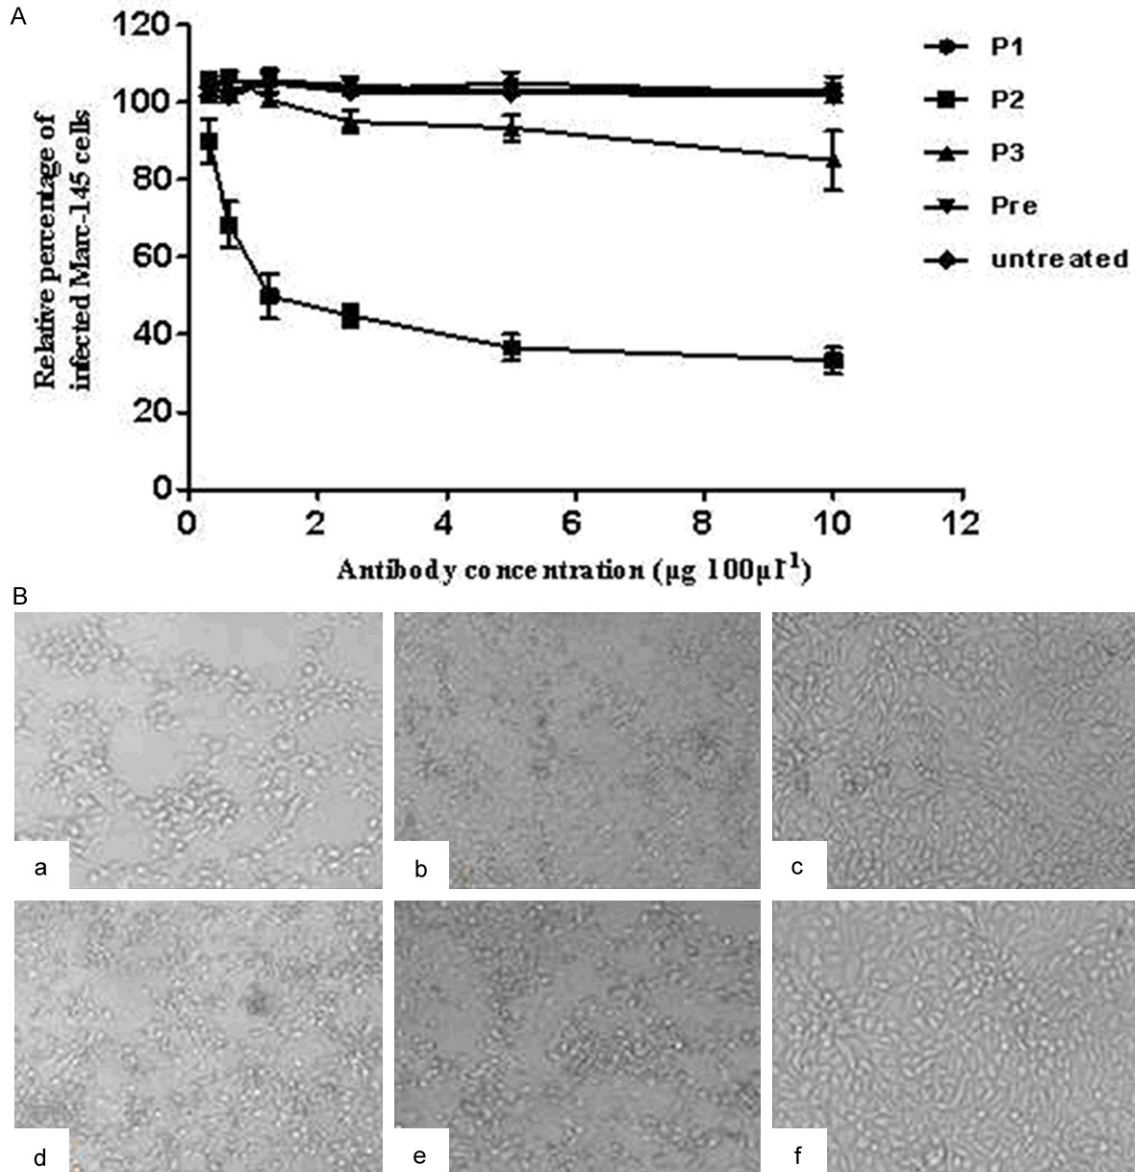 A
120
100
80
60
40
20
0
0 2 4 6 8 10 12
Relative percentage of
infected Marc-145 cells
Antibody concentration (µg 100µl⁻¹)
P1
P2
P3
Pre
untreated
B
a b c
d e f